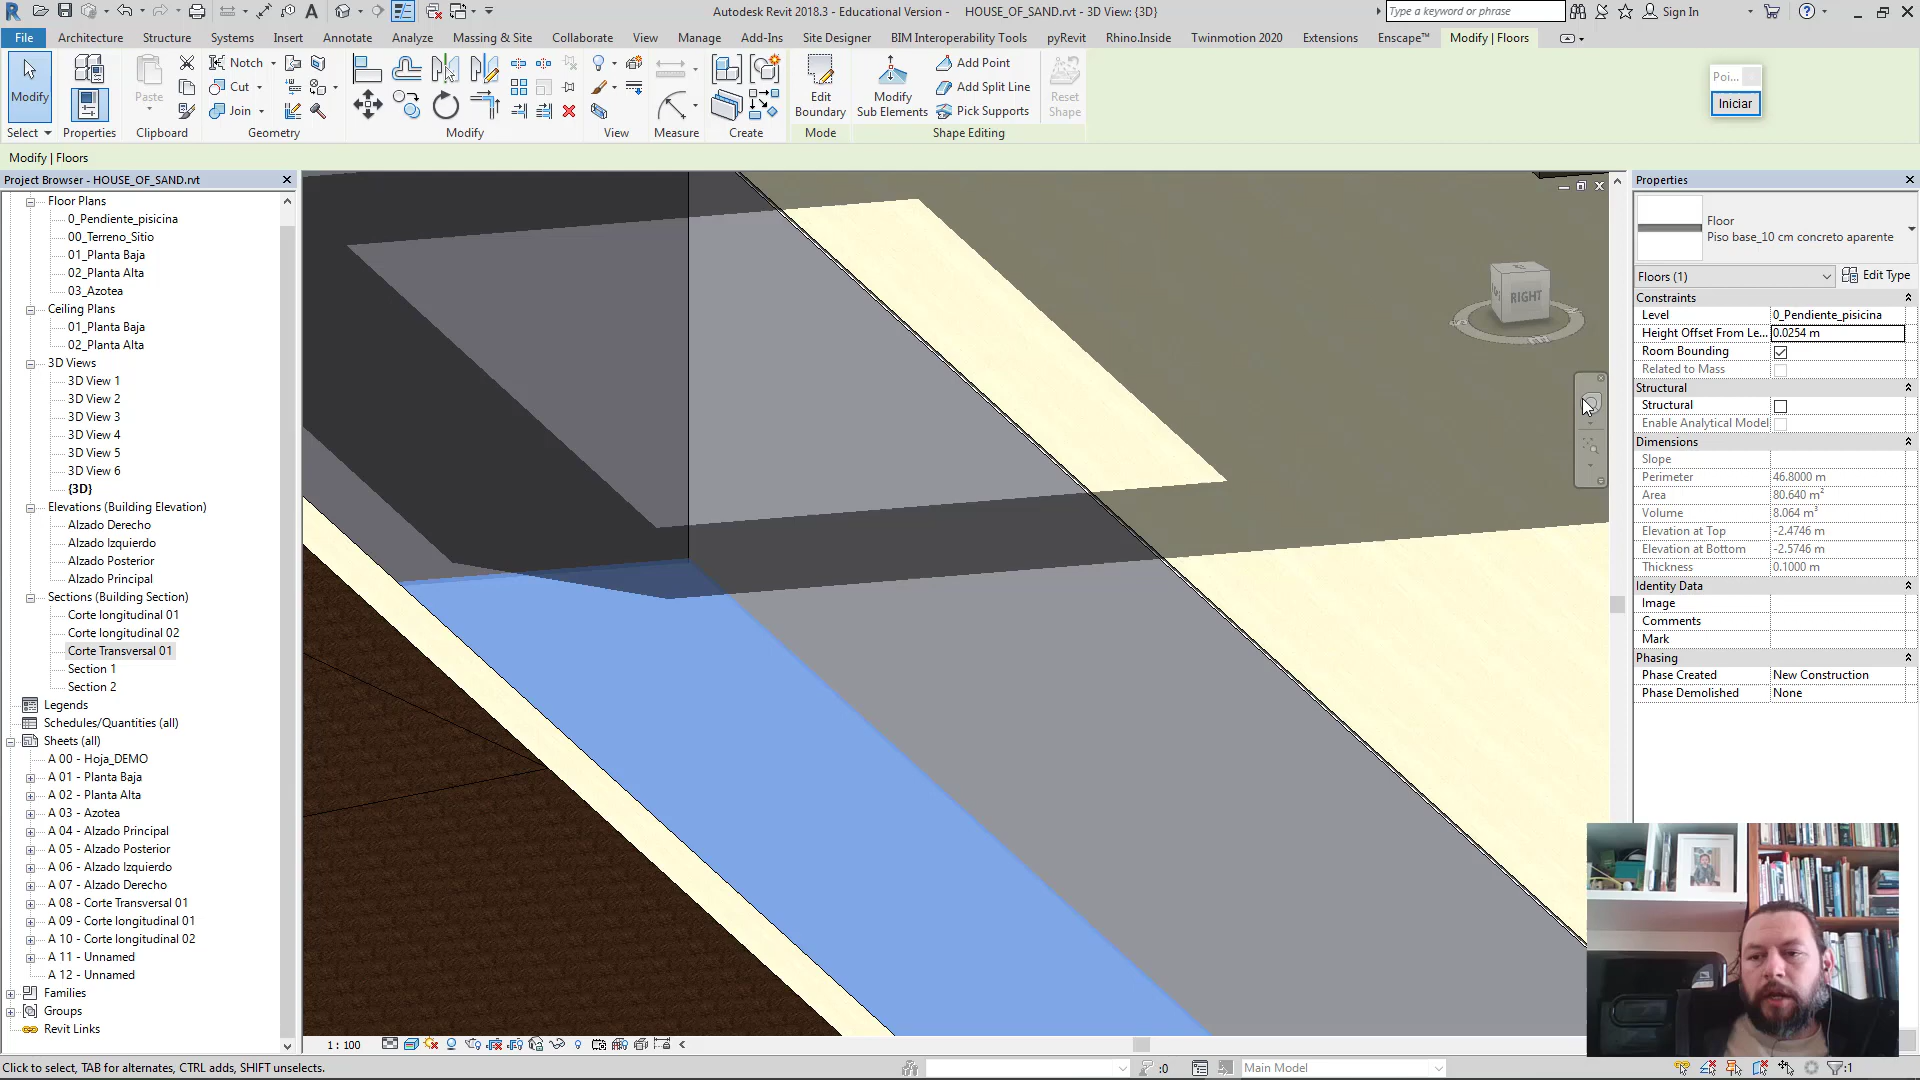 Autodesk Revit 2018.3 - Educational Version -    HOUSE_OF_SAND.rvt - 3D View: {3D}
Type a keyword or phrase
Sign In
File
Architecture
Structure
Systems
Insert
Annotate
Analyze
Massing & Site
Collaborate
View
Manage
Add-Ins
Site Designer
BIM Interoperability Tools
pyRevit
Rhino.Inside
Twinmotion 2020
Extensions
Enscape™
Modify | Floors
Modify
Select
Properties
Paste
Clipboard
Notch
Cut
Join
Geometry
Modify
View
Measure
Create
Edit
Boundary
Mode
Modify
Sub Elements
Add Point
Add Split Line
Pick Supports
Reset
Shape
Shape Editing
Poi...
Iniciar
Modify | Floors
Project Browser - HOUSE_OF_SAND.rvt
Floor Plans
0_Pendiente_pisicina
00_Terreno_Sitio
01_Planta Baja
02_Planta Alta
03_Azotea
Ceiling Plans
01_Planta Baja
02_Planta Alta
3D Views
3D View 1
3D View 2
3D View 3
3D View 4
3D View 5
3D View 6
{3D}
Elevations (Building Elevation)
Alzado Derecho
Alzado Izquierdo
Alzado Posterior
Alzado Principal
Sections (Building Section)
Corte longitudinal 01
Corte longitudinal 02
Corte Transversal 01
Section 1
Section 2
Legends
Schedules/Quantities (all)
Sheets (all)
A 00 - Hoja_DEMO
A 01 - Planta Baja
A 02 - Planta Alta
A 03 - Azotea
A 04 - Alzado Principal
A 05 - Alzado Posterior
A 06 - Alzado Izquierdo
A 07 - Alzado Derecho
A 08 - Corte Transversal 01
A 09 - Corte longitudinal 01
A 10 - Corte longitudinal 02
A 11 - Unnamed
A 12 - Unnamed
Families
Groups
Revit Links
RIGHT
Properties
Floor
Piso base_10 cm concreto aparente
Floors (1)
Edit Type
Constraints
Level 0_Pendiente_pisicina
Height Offset From Le... 0.0254 m
Room Bounding
Related to Mass
Structural
Structural
Enable Analytical Model
Dimensions
Slope
Perimeter 46.8000 m
Area 80.640 m²
Volume 8.064 m³
Elevation at Top -2.4746 m
Elevation at Bottom -2.5746 m
Thickness 0.1000 m
Identity Data
Image
Comments
Mark
Phasing
Phase Created New Construction
Phase Demolished None
1 : 100
Click to select, TAB for alternates, CTRL adds, SHIFT unselects.
:0
Main Model
:1